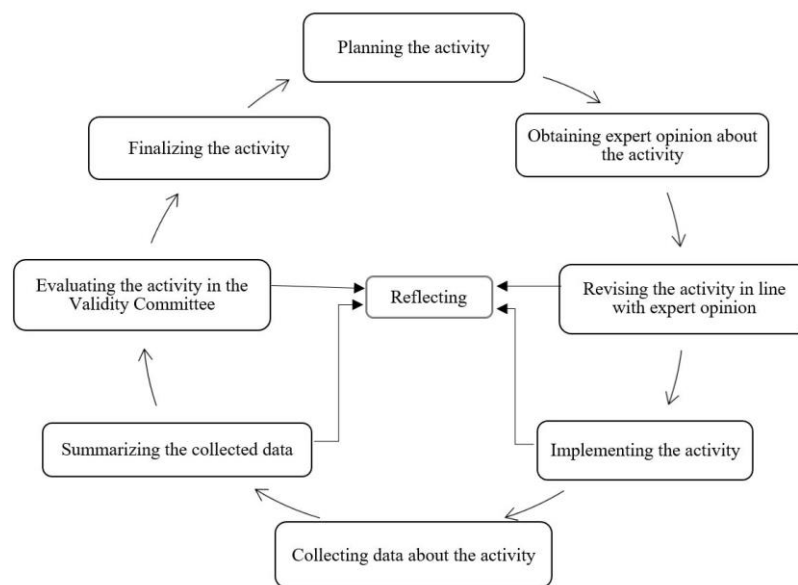 Planning the activity
Obtaining expert opinion about
the activity
Finalizing the activity
Evaluating the activity in the
Validity Committee
Reflecting
Revising the activity in line
with expert opinion
Summarizing the collected data
Implementing the activity
Collecting data about the activity